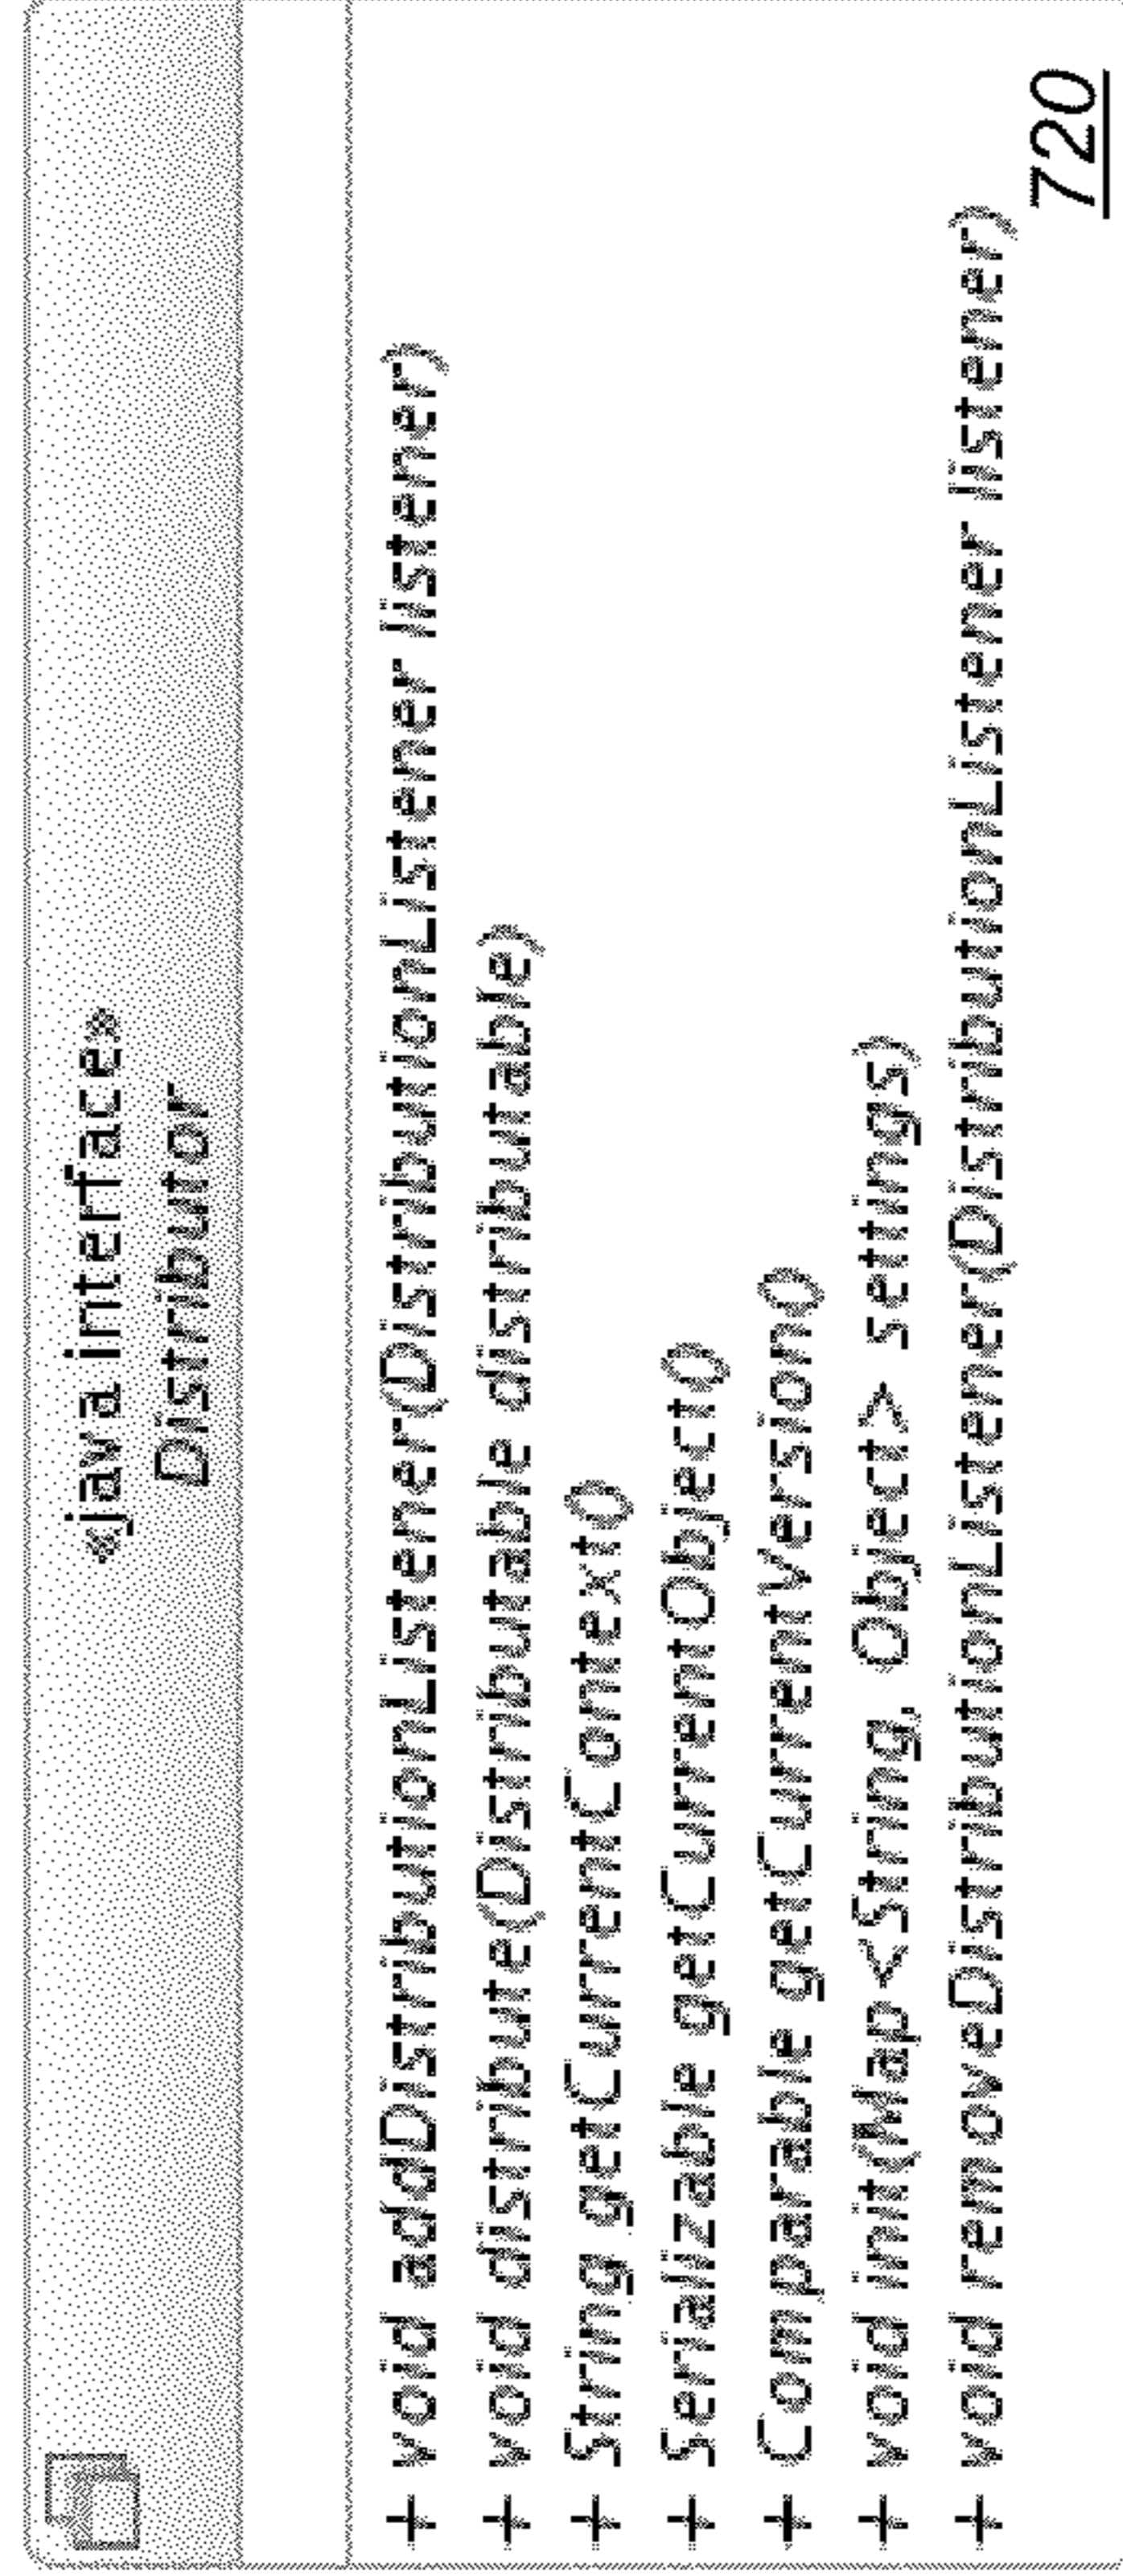 «java interface»
Distributor
+ void addDistributionListener(DistributionListener listener)
+ void distribute(Distributable distributable)
+ String getCurrentContext()
+ Serializable getCurrentObject()
+ Comparable getCurrentVersion()
+ void init(Map<String, Object> settings)
+ void removeDistributionListener(DistributionListener listener)
720